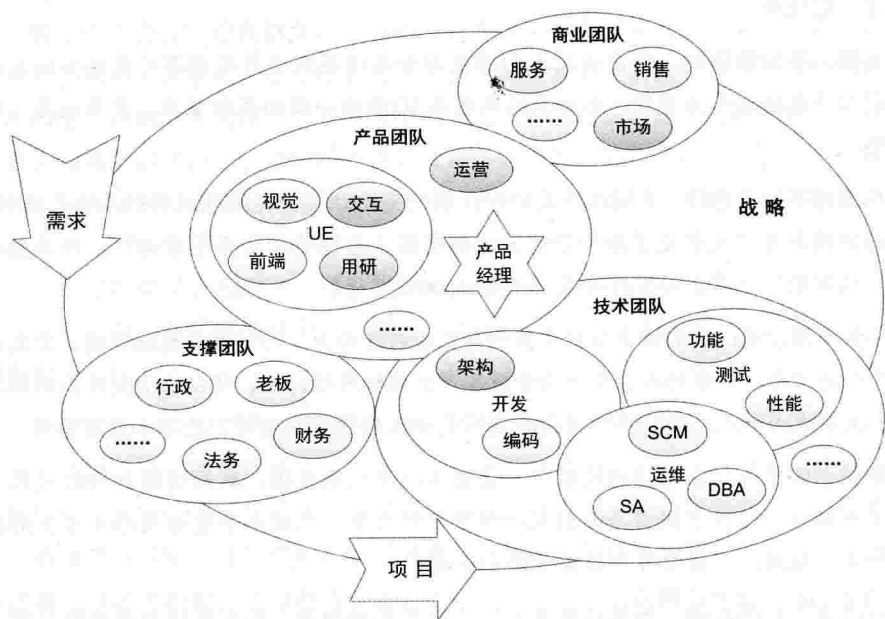 商业团队
服务
销售
……
市场
产品团队
运营
视觉
交互
UE
前端
用研
产品
经理
……
需求
战略
技术团队
功能
测试
性能
支撑团队
行政
老板
……
法务
财务
架构
开发
编码
SCM
运维
SA
DBA
……
项目